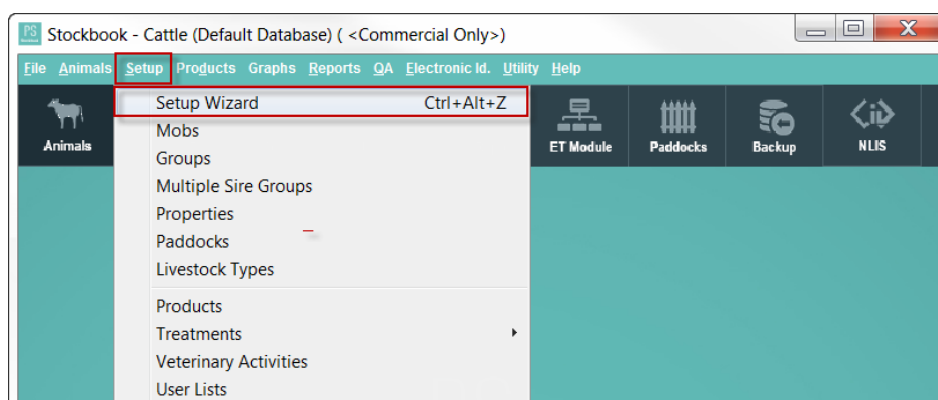 PS Stockbook - Cattle (Default Database) ( <Commercial Only>)
File Animals Setup Products Graphs Reports QA Electronic Id. Utility Help
Animals
Setup Wizard Ctrl+Alt+Z
Mobs
Groups
Multiple Sire Groups
Properties
Paddocks
Livestock Types
Products
Treatments
Veterinary Activities
User Lists
ET Module
Paddocks
Backup
iD
NLIS